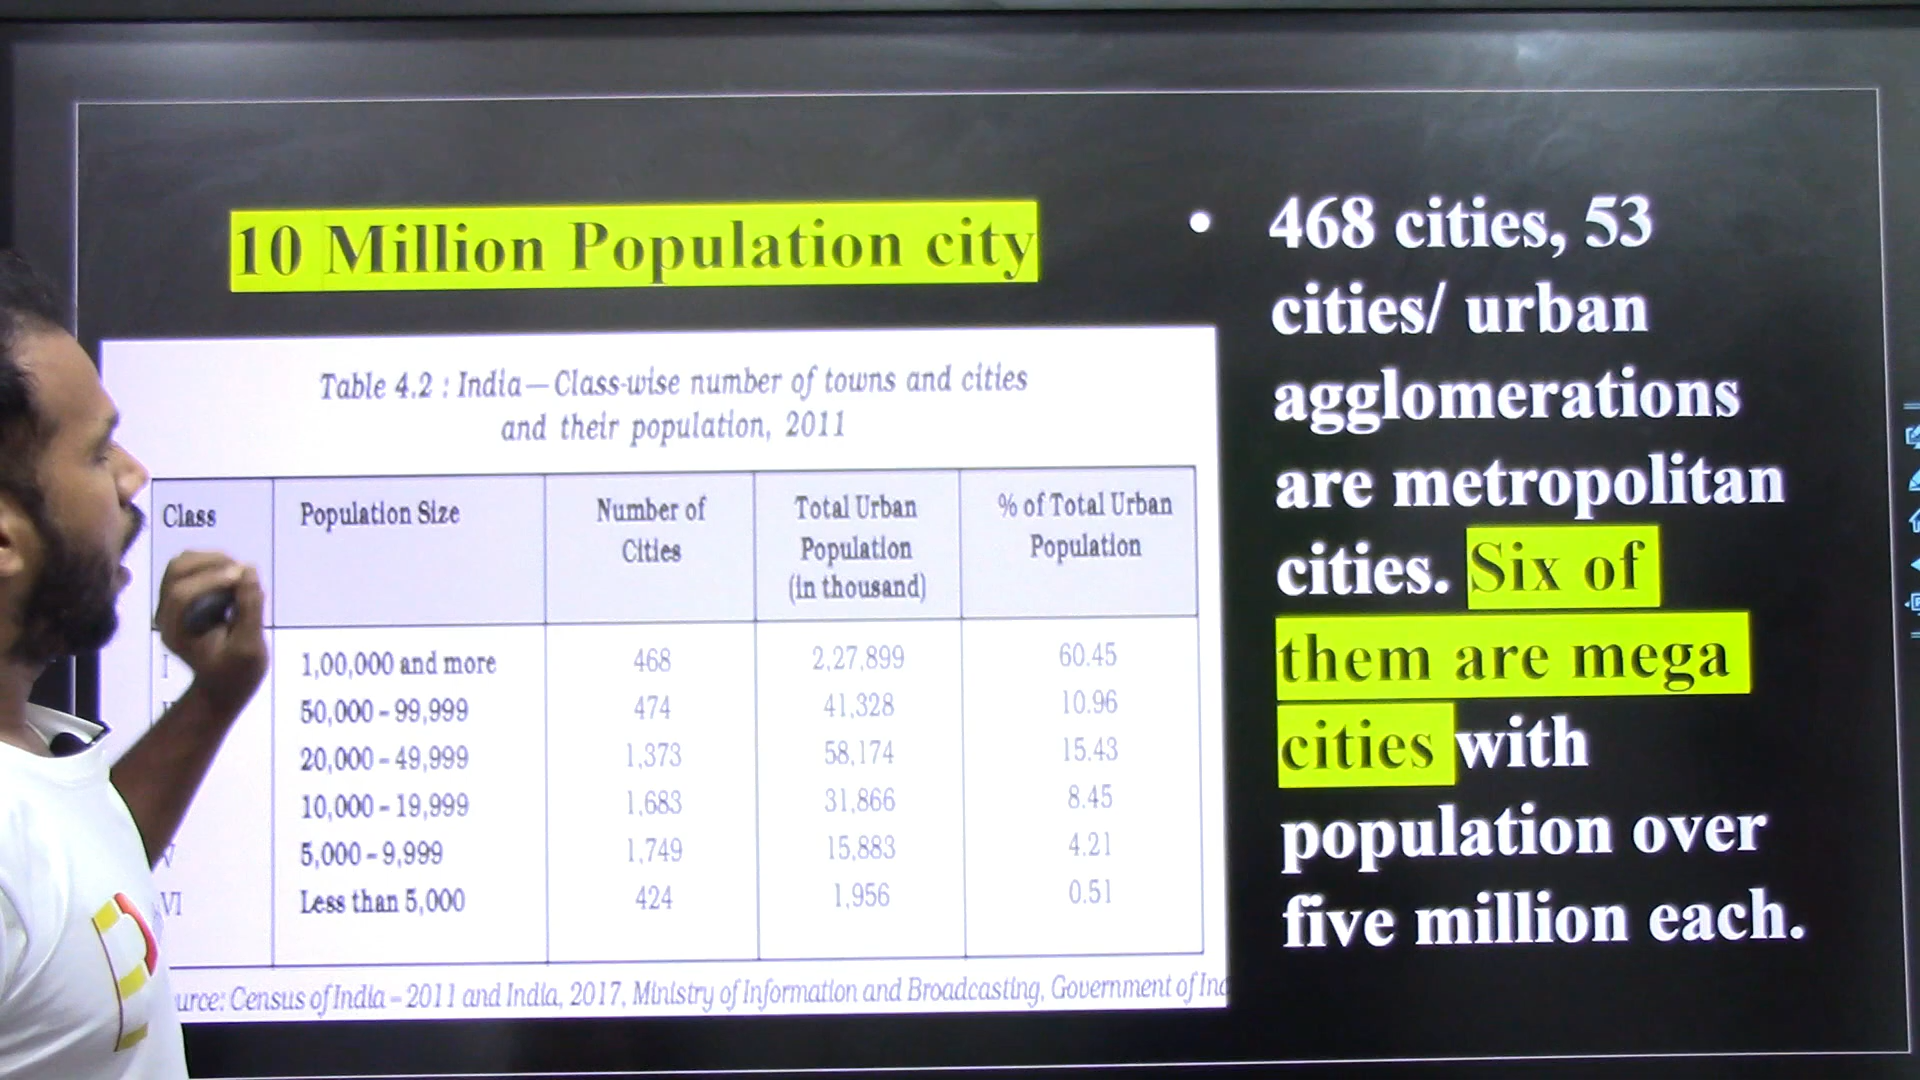 10 Million Population city
Table 4.2 : India—Class-wise number of towns and cities
and their population, 2011
Class Population Size Number of Cities Total Urban Population (in thousand) % of Total Urban Population
I 1,00,000 and more 468 2,27,899 60.45
50,000 - 99,999 474 41,328 10.96
20,000 - 49,999 1,373 58,174 15.43
10,000 - 19,999 1,683 31,866 8.45
V 5,000 - 9,999 1,749 15,883 4.21
VI Less than 5,000 424 1,956 0.51
Census of India – 2011 and India, 2017, Ministry of Information and Broadcasting, Government of
• 468 cities, 53
cities/ urban
agglomerations
are metropolitan
cities. Six of
them are mega
cities with
population over
five million each.